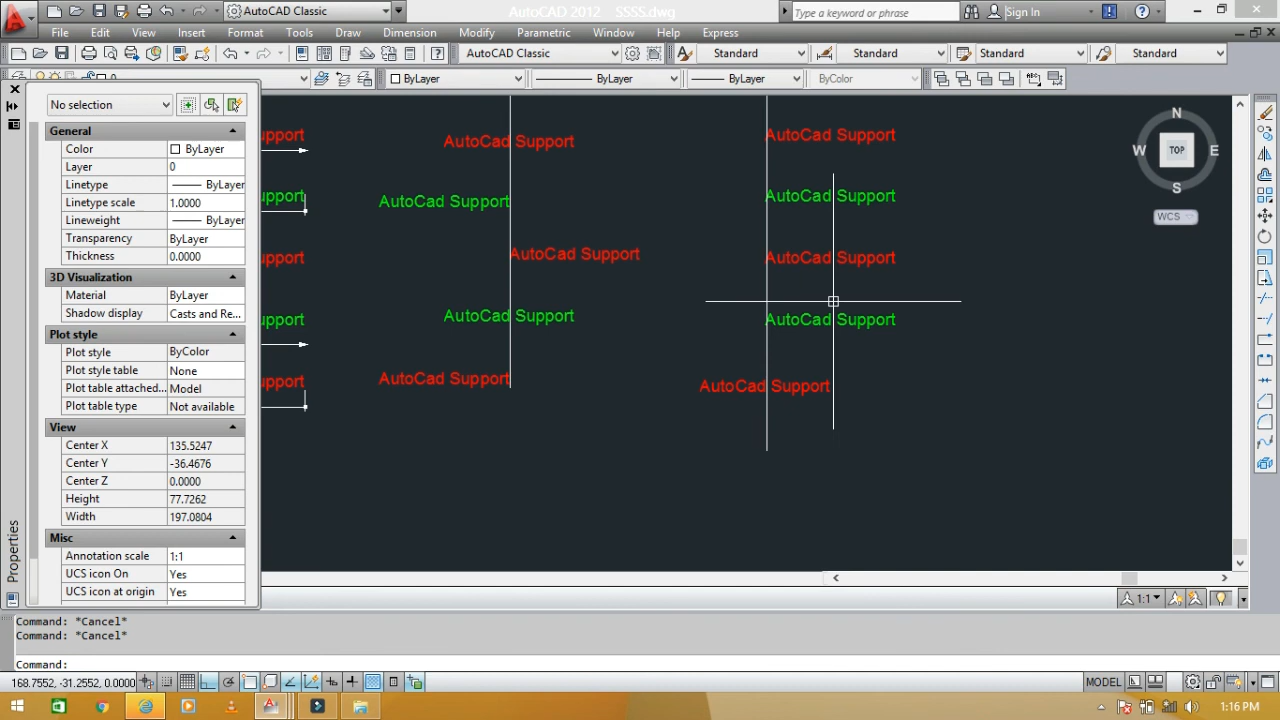 AutoCAD Classic
AutoCAD 2012 SSSS.dwg
Type a keyword or phrase
Sign In
File Edit View Insert Format Tools Draw Dimension Modify Parametric Window Help Express
AutoCAD Classic
Standard
Standard
Standard
Standard
0
ByLayer
ByLayer
ByLayer
ByColor
No selection
General
Color ByLayer
Layer 0
Linetype ByLayer
Linetype scale 1.0000
Lineweight ByLayer
Transparency ByLayer
Thickness 0.0000
3D Visualization
Material ByLayer
Shadow display Casts and Re...
Plot style
Plot style ByColor
Plot style table None
Plot table attached... Model
Plot table type Not available
View
Center X 135.5247
Center Y -36.4676
Center Z 0.0000
Height 77.7262
Width 197.0804
Misc
Annotation scale 1:1
UCS icon On Yes
UCS icon at origin Yes
Properties
upport
upport
upport
upport
upport
AutoCad Support
AutoCad Support
AutoCad Support
AutoCad Support
AutoCad Support
AutoCad Support
AutoCad Support
AutoCad Support
AutoCad Support
AutoCad Support
N
W TOP E
S
WCS
1:1
Command: *Cancel*
Command: *Cancel*
Command:
168.7552, -31.2552, 0.0000
MODEL
1:16 PM